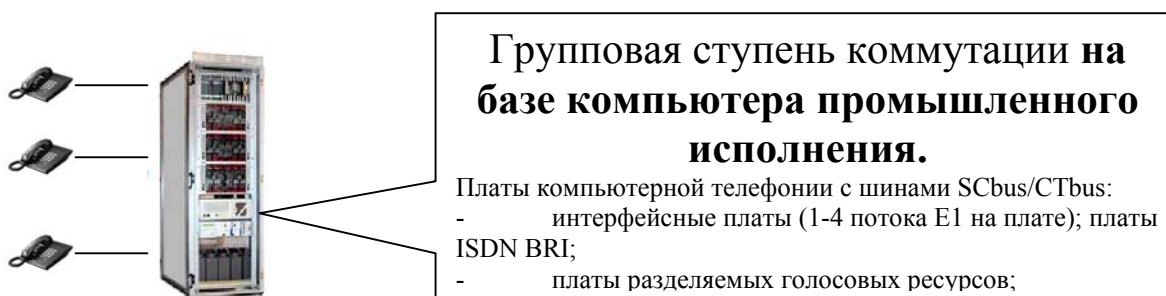 Групповая ступень коммутации на
базе компьютера промышленного
исполнения.
Платы компьютерной телефонии с шинами SCbus/CTbus:
- интерфейсные платы (1-4 потока E1 на плате); платы
ISDN BRI;
- платы разделяемых голосовых ресурсов;